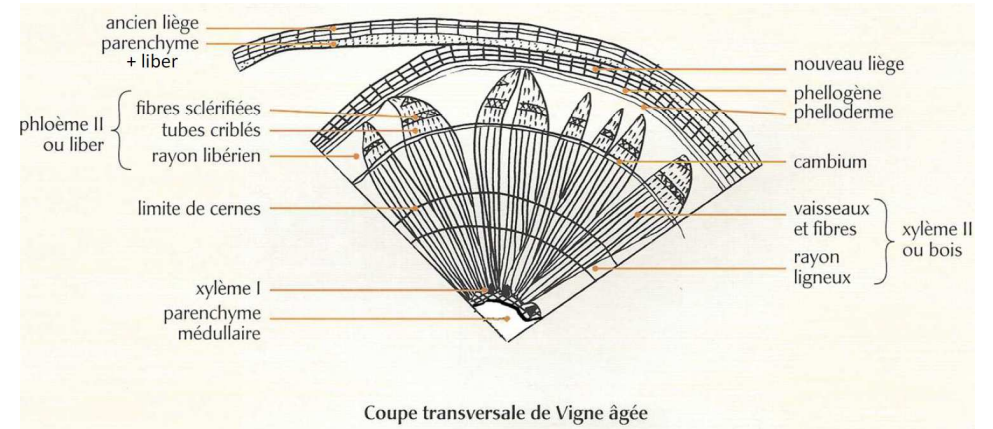 ancien liège
parenchyme
+ liber
phloème II
ou liber
fibres sclérifiées
tubes criblés
rayon libérien
limite de cernes
xylème I
parenchyme
médullaire
nouveau liège
phellogène
phelloderme
cambium
vaisseaux
et fibres
rayon
ligneux
xylème II
ou bois
Coupe transversale de Vigne âgée